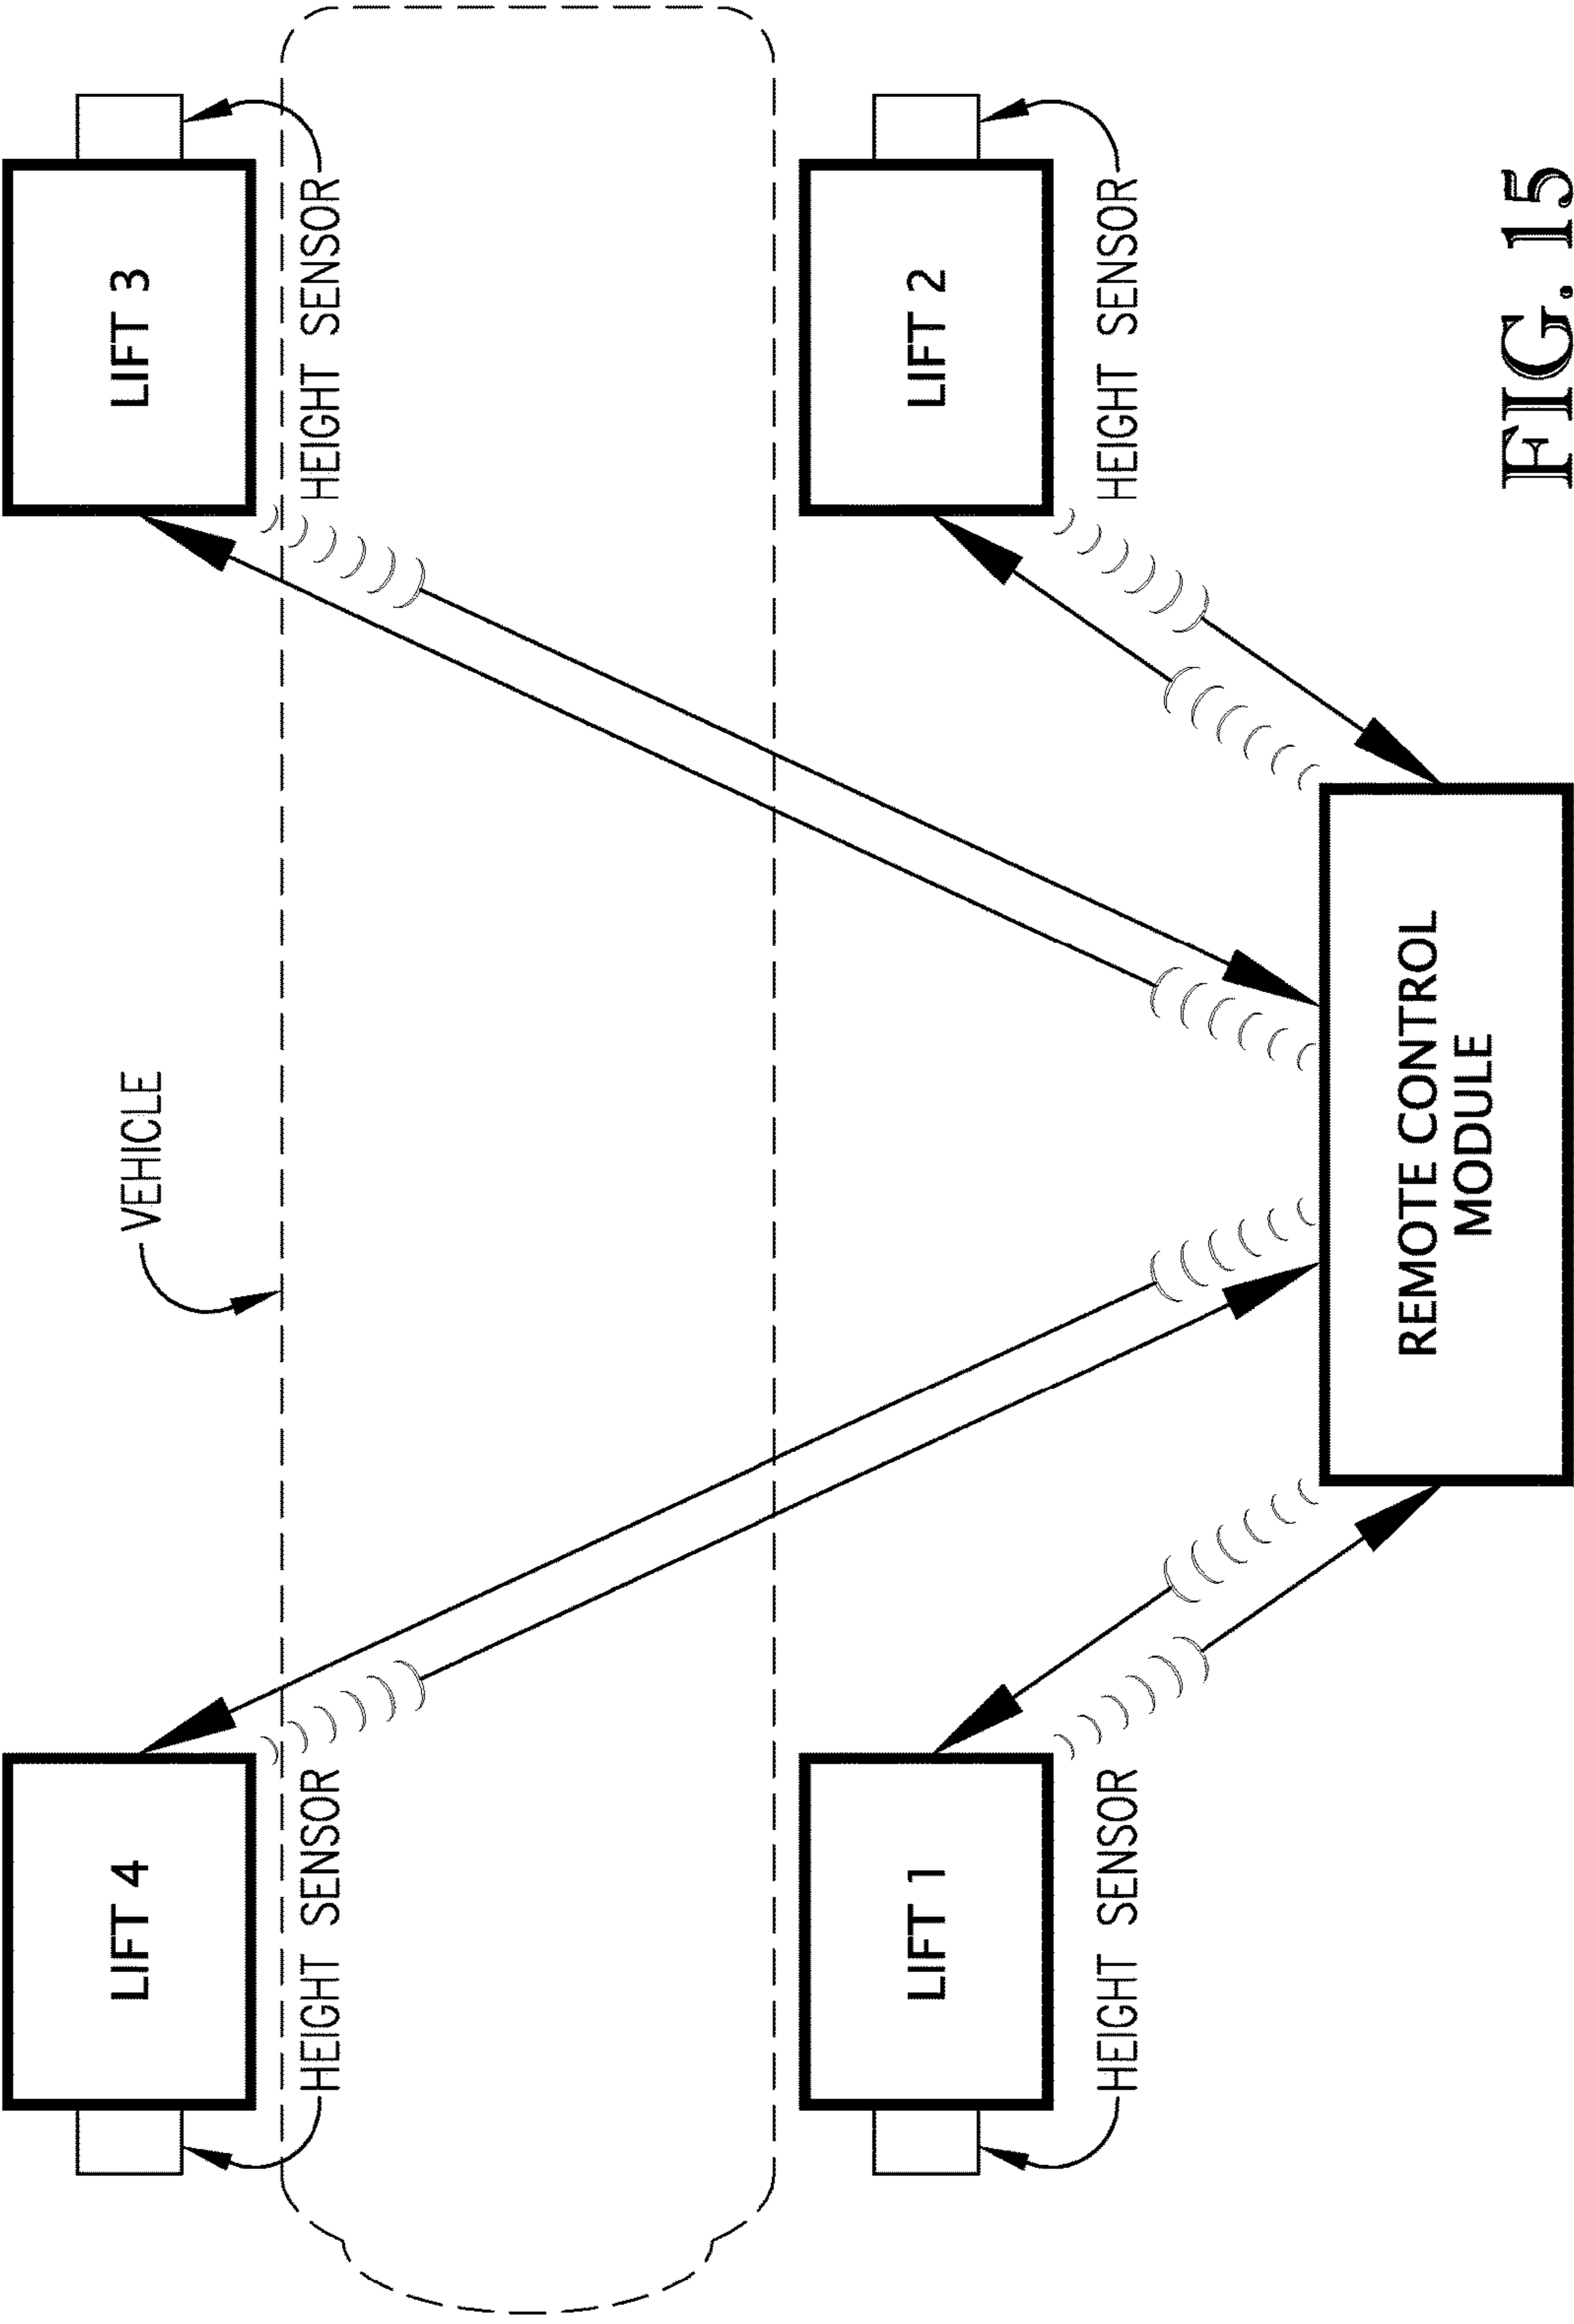 LIFT 4
HEIGHT SENSOR
VEHICLE
LIFT 3
HEIGHT SENSOR
LIFT 1
HEIGHT SENSOR
LIFT 2
HEIGHT SENSOR
REMOTE CONTROL
MODULE
FIG. 15